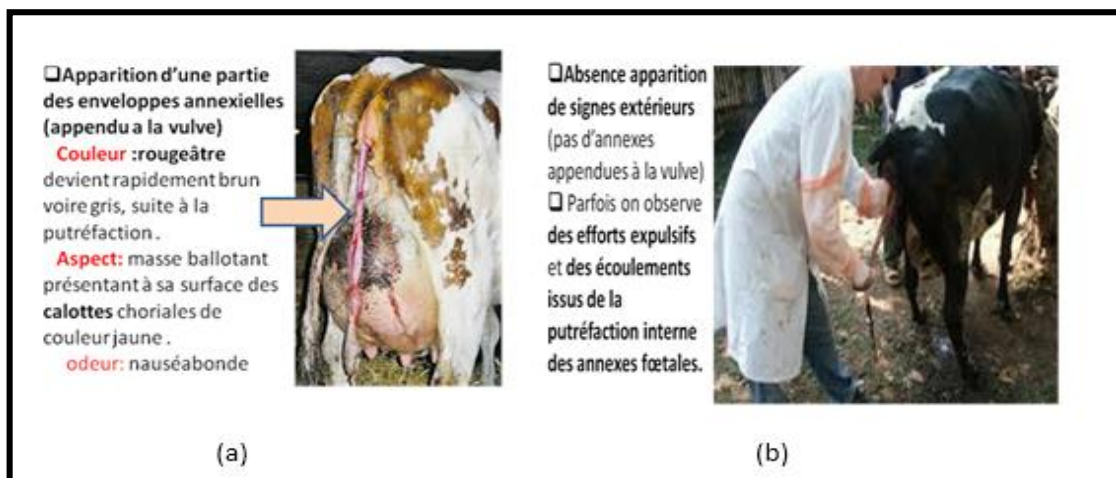 ❑Apparition d'une partie
des enveloppes annexielles
(appendu a la vulve)
Couleur :rougeâtre
devient rapidement brun
voire gris, suite à la
putréfaction .
Aspect: masse ballotant
présentant à sa surface des
calottes choriales de
couleur jaune .
odeur: nauséabonde
(a)
❑Absence apparition
de signes extérieurs
(pas d'annexes
appendues à la vulve)
❑ Parfois on observe
des efforts expulsifs
et des écoulements
issus de la
putréfaction interne
des annexes fœtales.
(b)